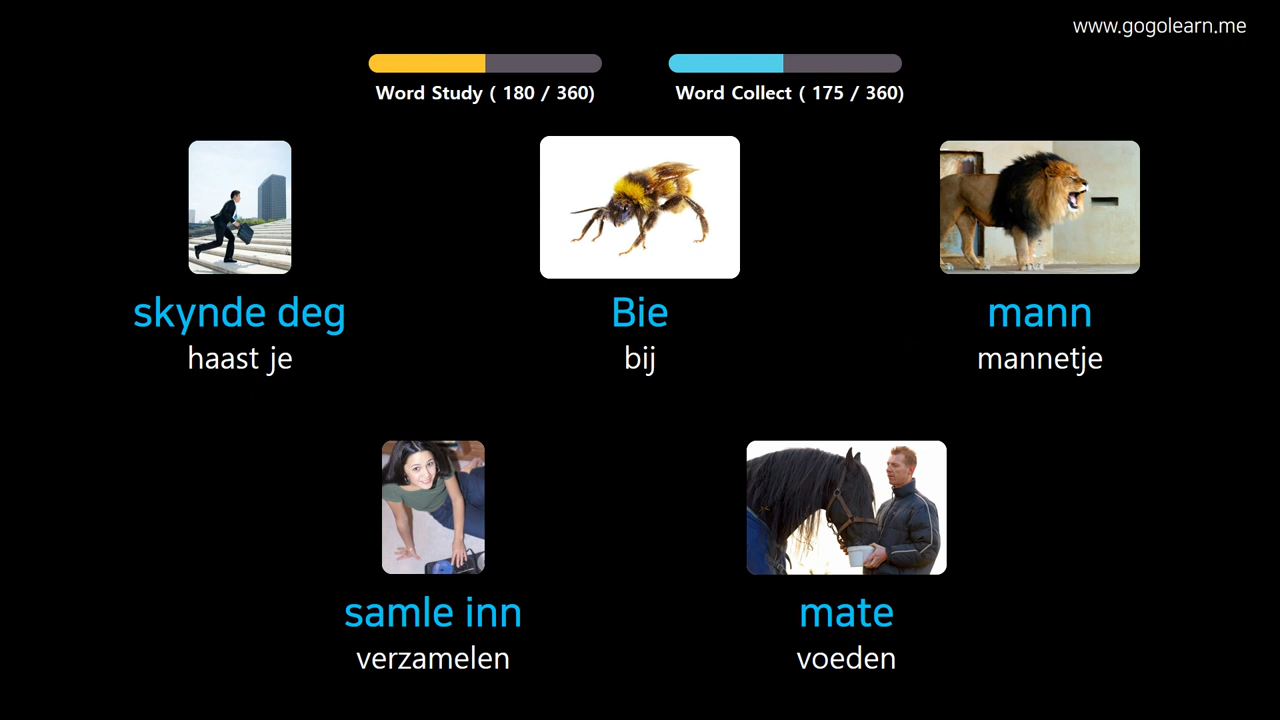 www.gogolearn.me
Word Study ( 180 / 360)
Word Collect ( 175 / 360)
skynde deg
haast je
Bie
bij
mann
mannetje
samle inn
verzamelen
mate
voeden